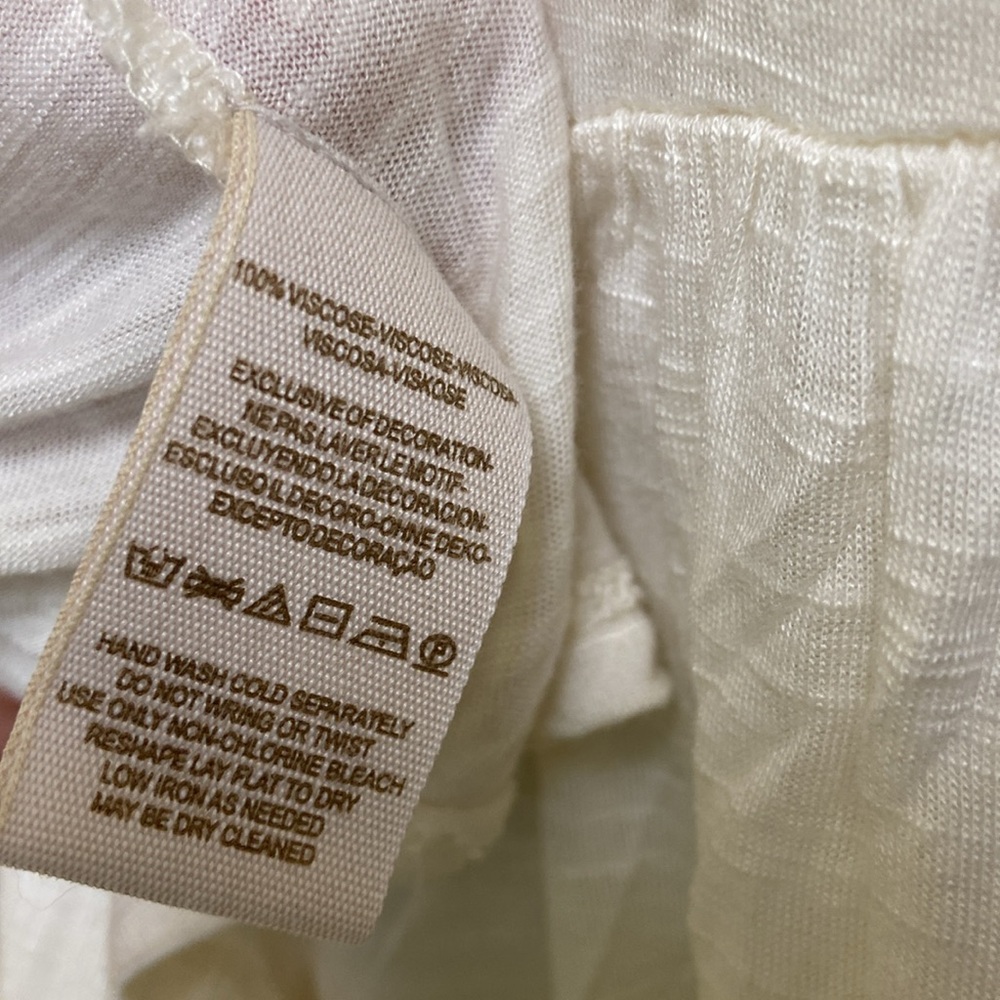 100% VISCOSE-VISCOSE-VISCOSA
VISCOSA-VISKOSE
EXCLUSIVE OF DECORATION-
NE PAS LAVER LE MOTIF-
EXCLUYENDO LA DECORACION-
ESCLUSO IL DECORO-OHNE DEKO-
EXCEPTO DECORAÇAO
P
HAND WASH COLD SEPARATELY
DO NOT WRING OR TWIST
USE ONLY NON-CHLORINE BLEACH
RESHAPE LAY FLAT TO DRY
LOW IRON AS NEEDED
MAY BE DRY CLEANED